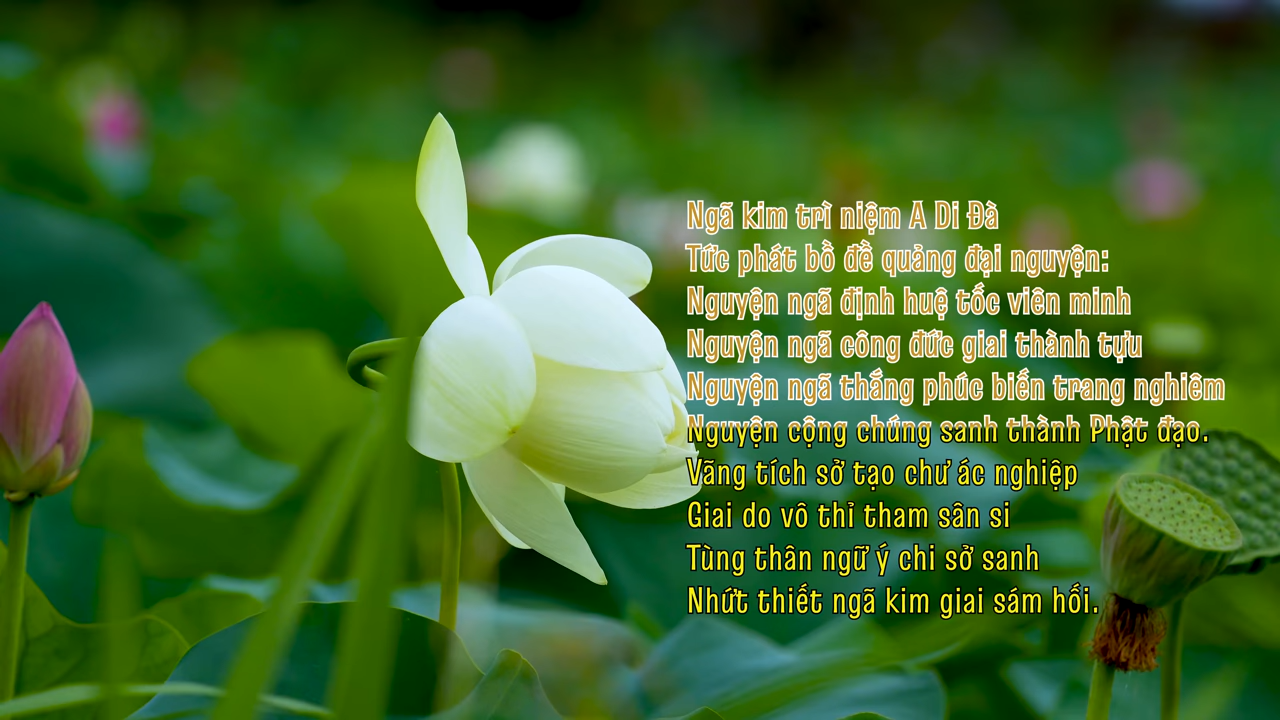 Ngã kim trì niệm A Di Đà
Tức phát bồ đề quảng đại nguyện:
Nguyện ngã định huệ tốc viên minh
Nguyện ngã công đức giai thành tựu
Nguyện ngã thắng phúc biến trang nghiêm
Nguyện cộng chúng sanh thành Phật đạo.
Vãng tích sở tạo chư ác nghiệp
Giai do vô thỉ tham sân si
Tùng thân ngữ ý chi sở sanh
Nhứt thiết ngã kim giai sám hối.